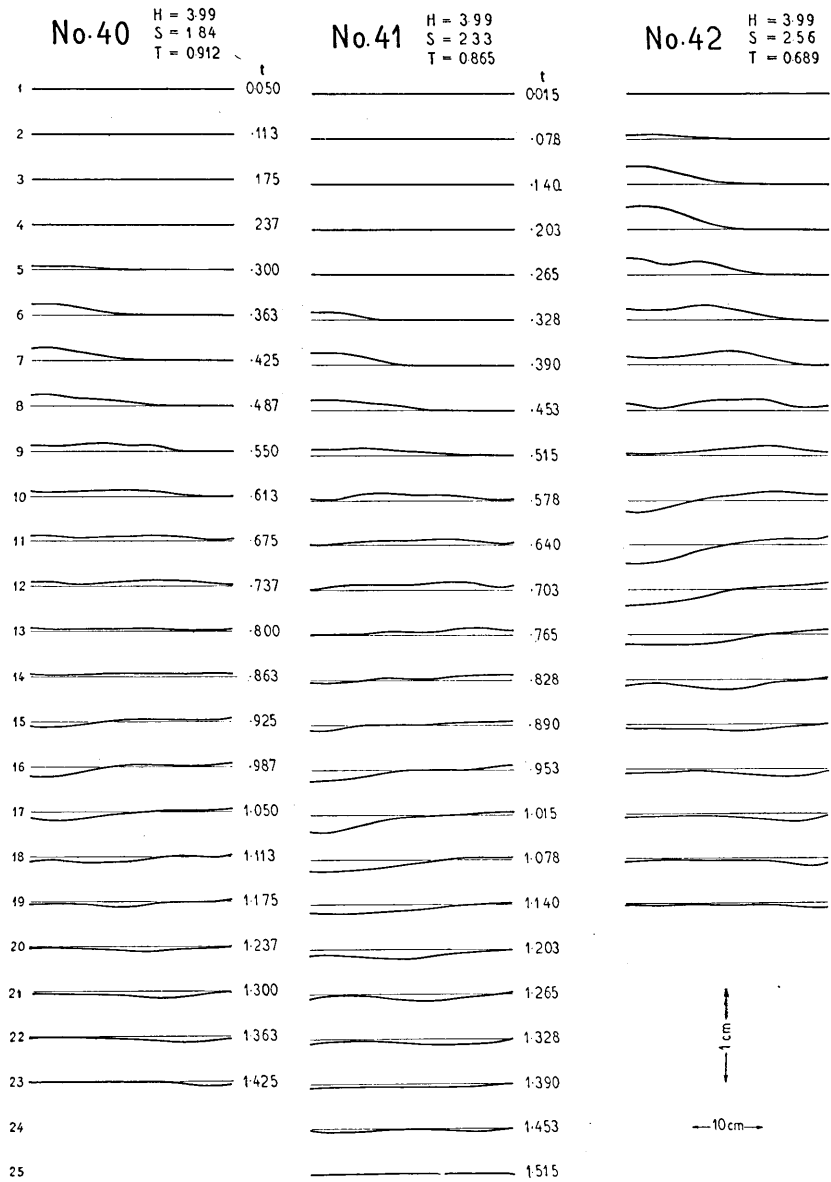 No.40
H = 3·99
S = 1·84
T = 0·912
No.41
H = 3·99
S = 2·33
T = 0·865
No.42
H = 3·99
S = 2·56
T = 0·689
t
t
1 0·050 0·015
2 ·113 ·078
3 ·175 ·140
4 ·237 ·203
5 ·300 ·265
6 ·363 ·328
7 ·425 ·390
8 ·487 ·453
9 ·550 ·515
10 ·613 ·578
11 ·675 ·640
12 ·737 ·703
13 ·800 ·765
14 ·863 ·828
15 ·925 ·890
16 ·987 ·953
17 1·050 1·015
18 1·113 1·078
19 1·175 1·140
20 1·237 1·203
21 1·300 1·265
22 1·363 1·328
23 1·425 1·390
24 1·453
25 1·515
1 cm
10 cm